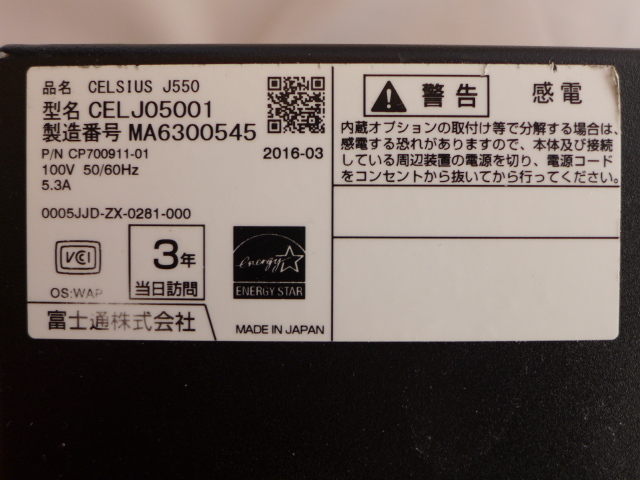 品名 CELSIUS J550
型名 CELJ05001
製造番号 MA6300545
P/N CP700911-01
2016-03
100V 50/60Hz
5.3A
0005JJD-ZX-0281-000
VCCI
OS:WAP
3年
当日訪問
energy
ENERGY STAR
富士通株式会社
MADE IN JAPAN
警告 感電
内蔵オプションの取付け等で分解する場合は、
感電する恐れがありますので、本体及び接続
している周辺装置の電源を切り、電源コード
をコンセントから抜いてから行ってください。